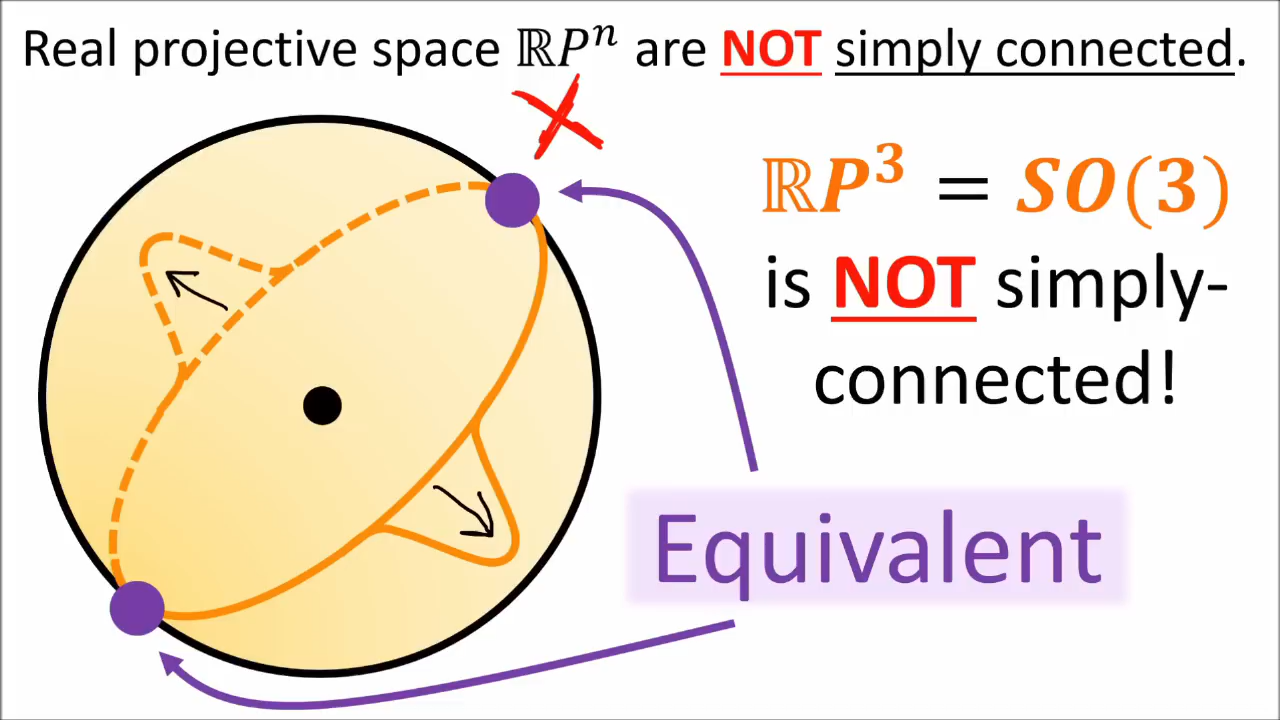 Real projective space ℝPⁿ are NOT simply connected.
ℝP³ = SO(3)
is NOT simply-
connected!
Equivalent